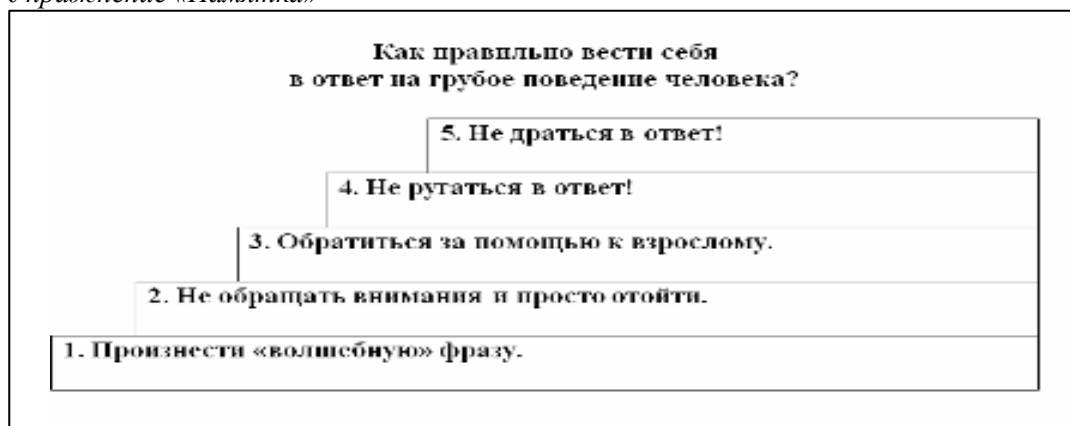 «Памятка»
Как правильно вести себя
в ответ на грубое поведение человека?
5. Не драться в ответ!
4. Не ругаться в ответ!
3. Обратиться за помощью к взрослому.
2. Не обращать внимания и просто отойти.
1. Произнести «волшебную» фразу.